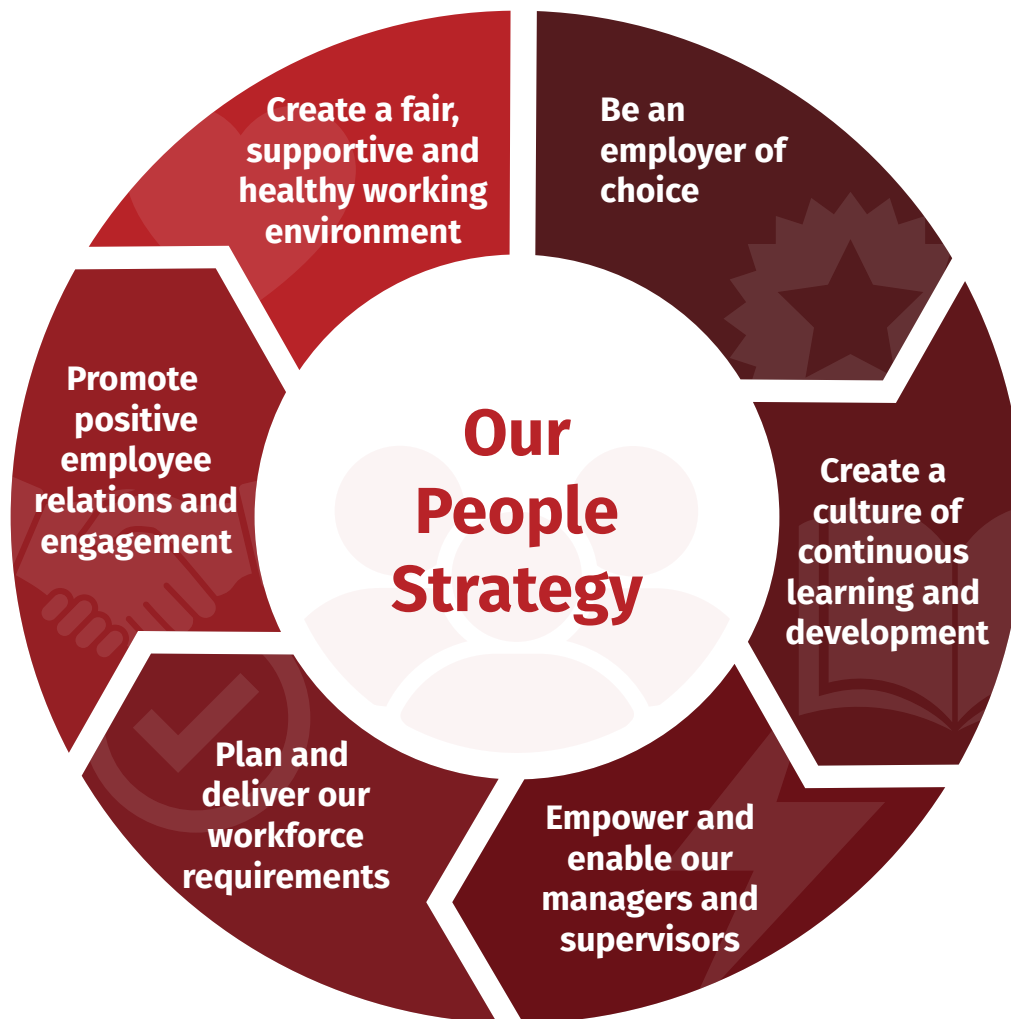 Our
People
Strategy
Be an
employer of
choice
Create a
culture of
continuous
learning and
development
Empower and
enable our
managers and
supervisors
Plan and
deliver our
workforce
requirements
Promote
positive
employee
relations and
engagement
Create a fair,
supportive and
healthy working
environment